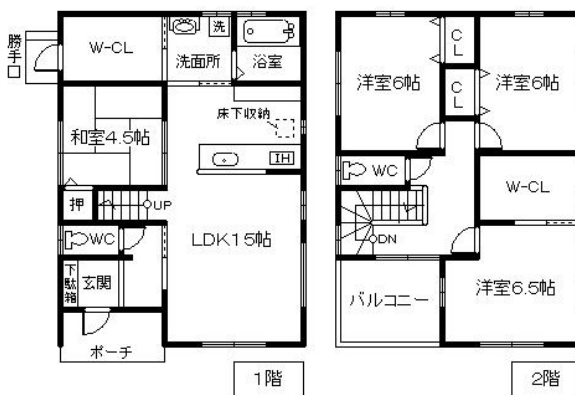 勝手口
W-CL
洗面所
洗
浴室
床下収納
和室4.5帖
IH
押
UP
WC
LDK15帖
下駄箱
玄関
ポーチ
1階
洋室6帖
CL
CL
洋室6帖
WC
W-CL
DN
バルコニー
洋室6.5帖
2階